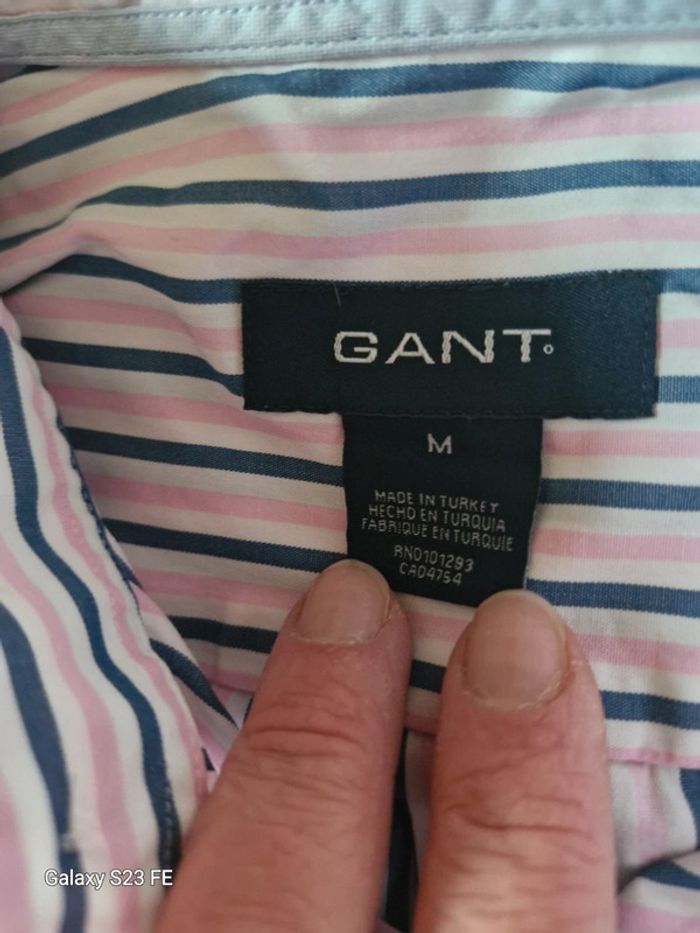 GANT
M
MADE IN TURKEY
HECHO EN TURQUIA
FABRIQUE EN TURQUIE
RN0101293
CA04754
Galaxy S23 FE